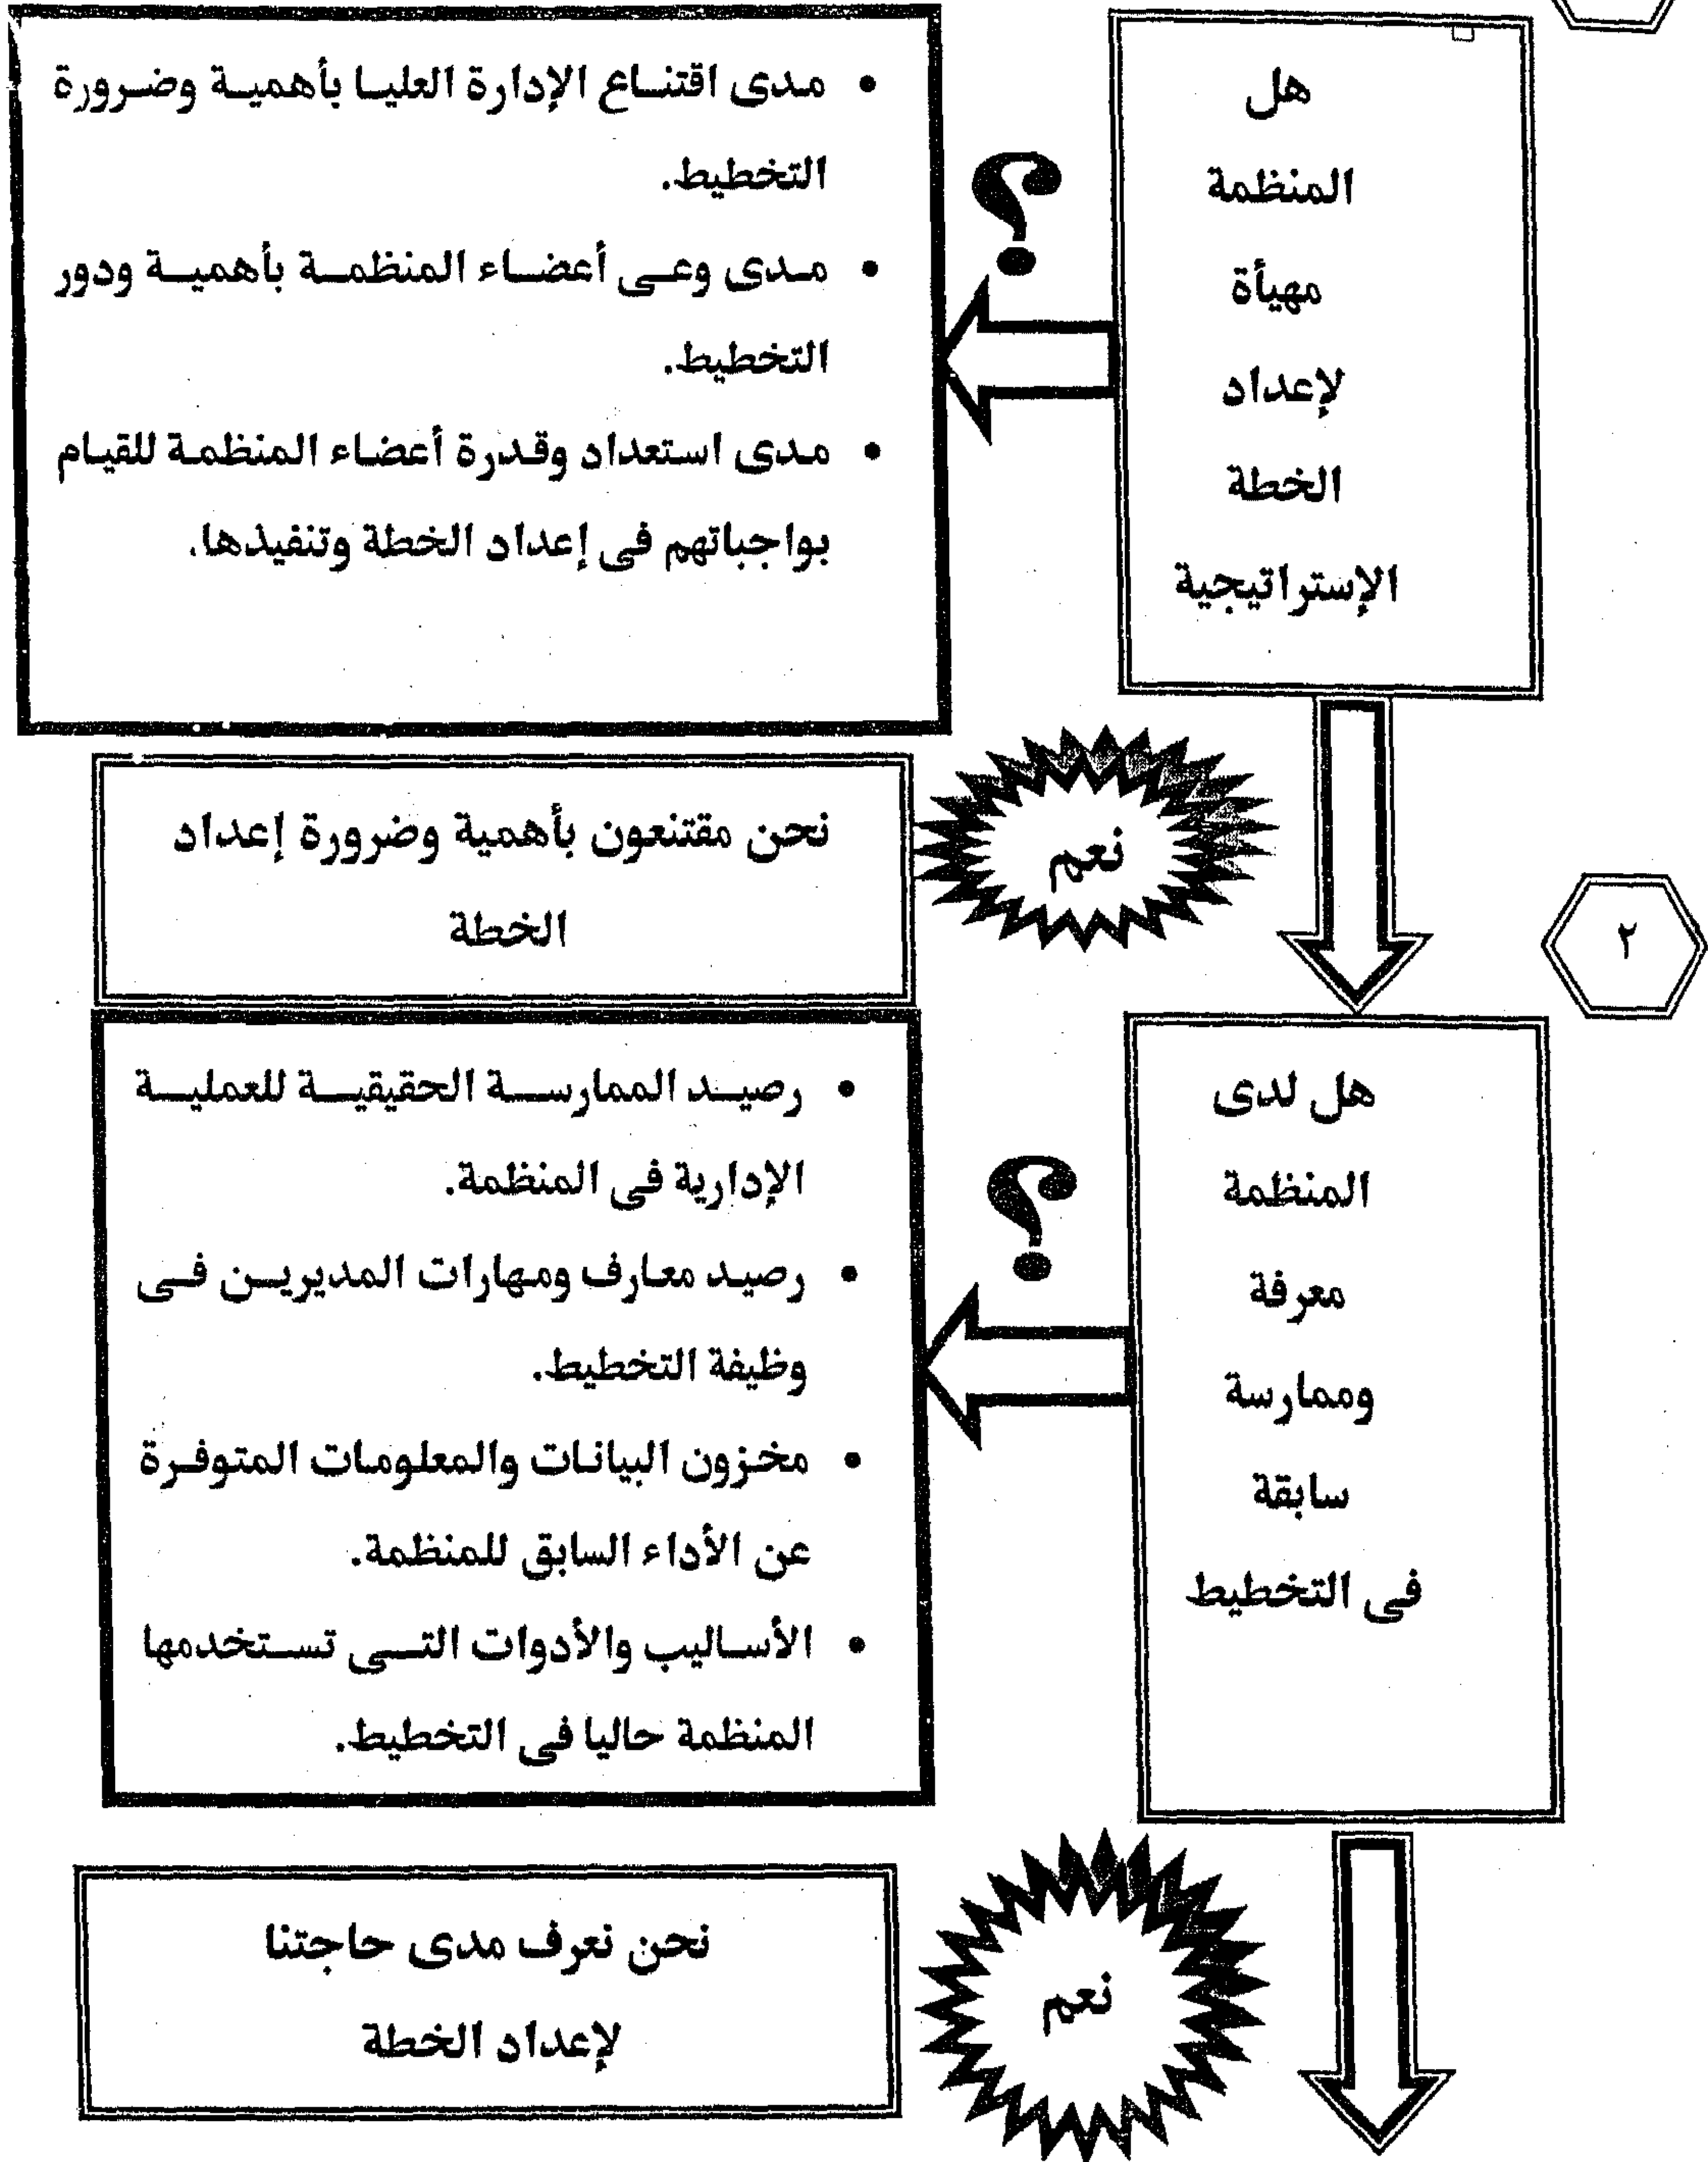 هل
المنظمة
مهيأة
لإعداد
الخطة
الإستراتيجية
؟
• مدى اقتناع الإدارة العليا بأهمية وضرورة
التخطيط.
• مدى وعى أعضاء المنظمة بأهمية ودور
التخطيط.
• مدى استعداد وقدرة أعضاء المنظمة للقيام
بواجباتهم فى إعداد الخطة وتنفيذها.
نعم
نحن مقتنعون بأهمية وضرورة إعداد
الخطة
٢
هل لدى
المنظمة
معرفة
وممارسة
سابقة
فى التخطيط
؟
• رصيد الممارسة الحقيقية للعملية
الإدارية فى المنظمة.
• رصيد معارف ومهارات المديرين فى
وظيفة التخطيط.
• مخزون البيانات والمعلومات المتوفرة
عن الأداء السابق للمنظمة.
• الأساليب والأدوات التى تستخدمها
المنظمة حاليا فى التخطيط.
نعم
نحن نعرف مدى حاجتنا
لإعداد الخطة